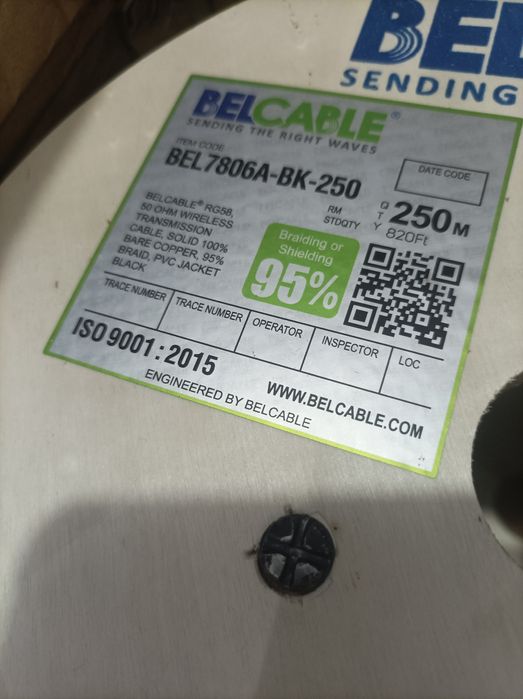 BEL
SENDING
BELCABLE®
SENDING THE RIGHT WAVES
ITEM CODE
BEL7806A-BK-250
DATE CODE
BELCABLE® RG58,
50 OHM WIRELESS
TRANSMISSION
CABLE, SOLID 100%
BARE COPPER, 95%
BRAID, PVC JACKET
BLACK
RM
STDQTY
QTY
250M
820Ft
Braiding or
Shielding
95%
TRACE NUMBER
TRACE NUMBER
OPERATOR
INSPECTOR
LOC
ISO 9001:2015
WWW.BELCABLE.COM
ENGINEERED BY BELCABLE